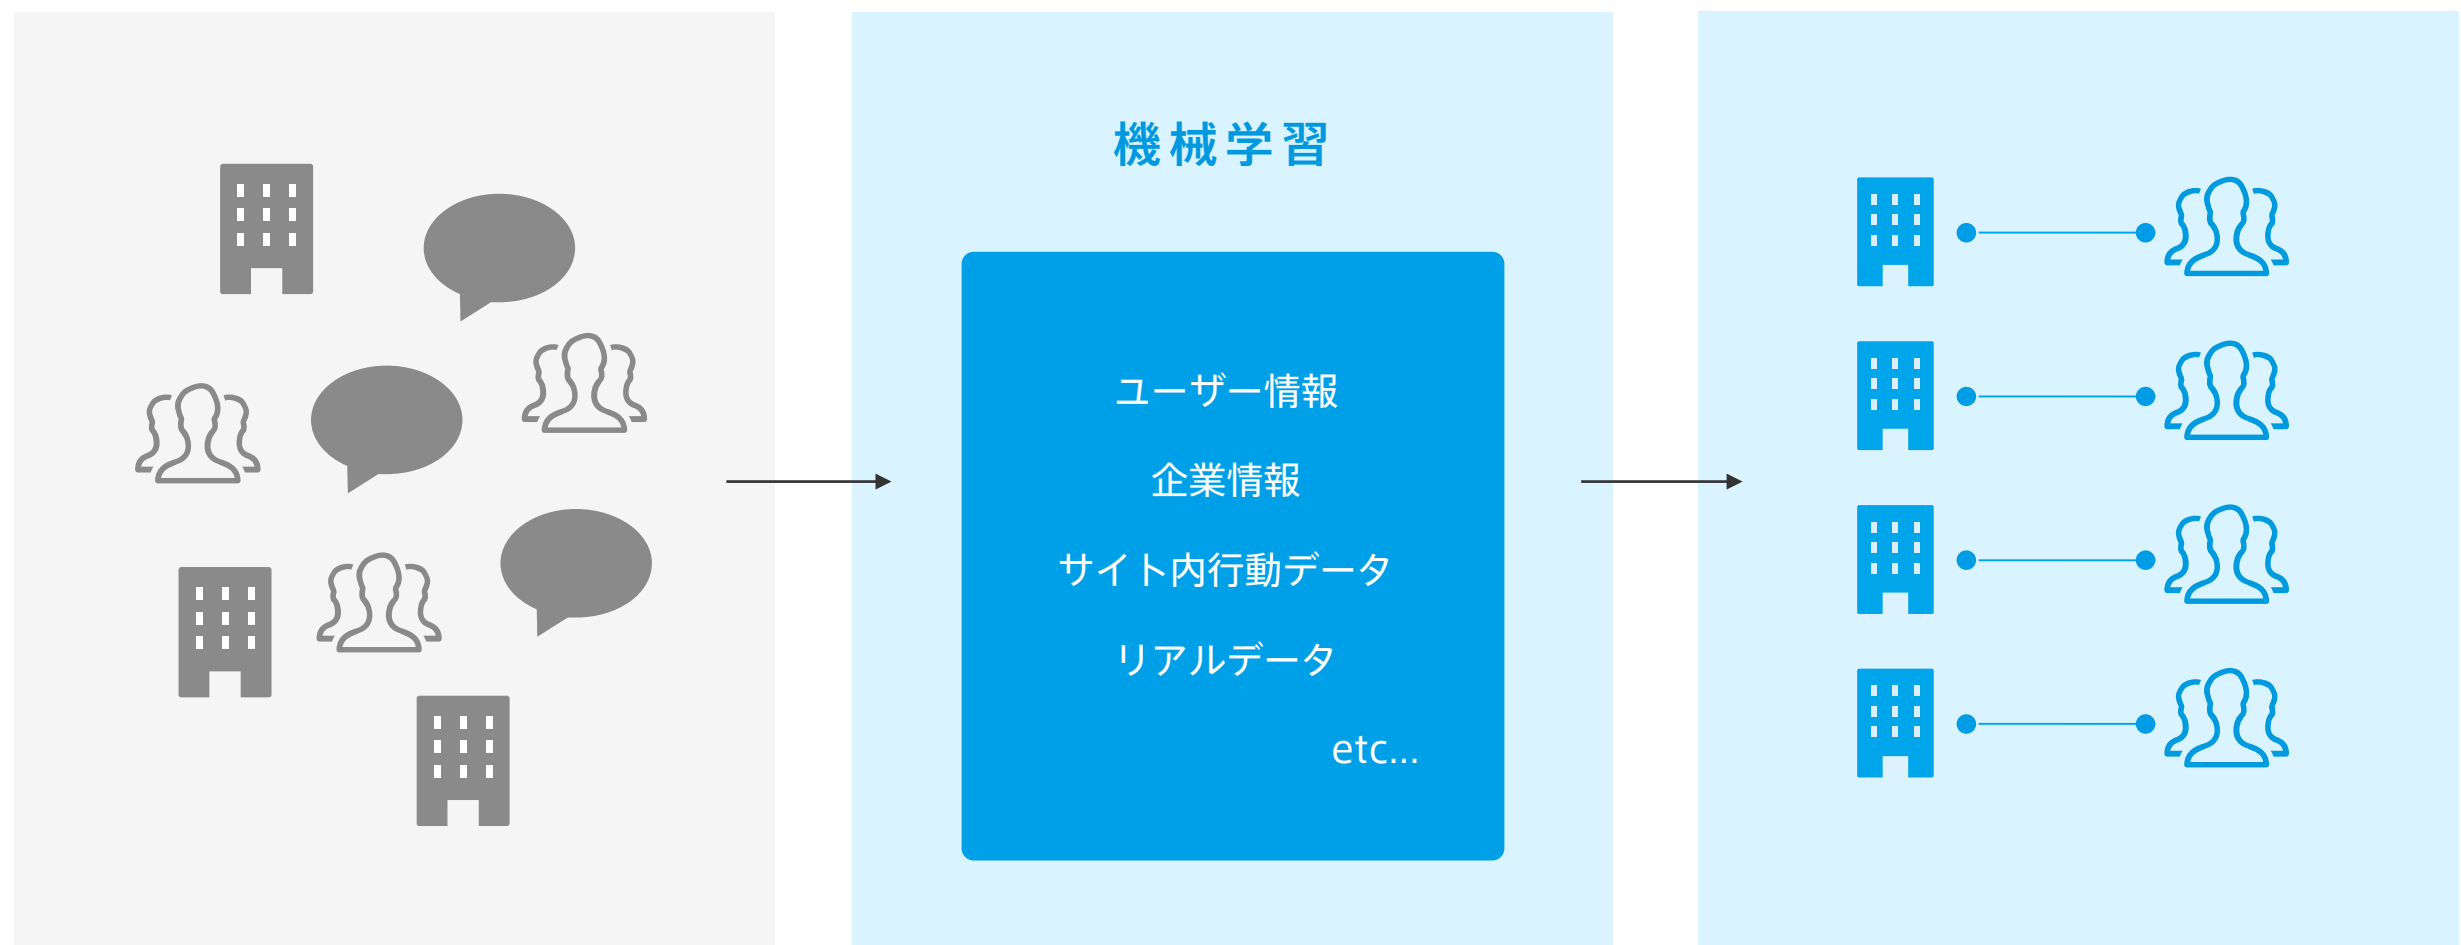 機械学習
ユーザー情報
企業情報
サイト内行動データ
リアルデータ
etc...